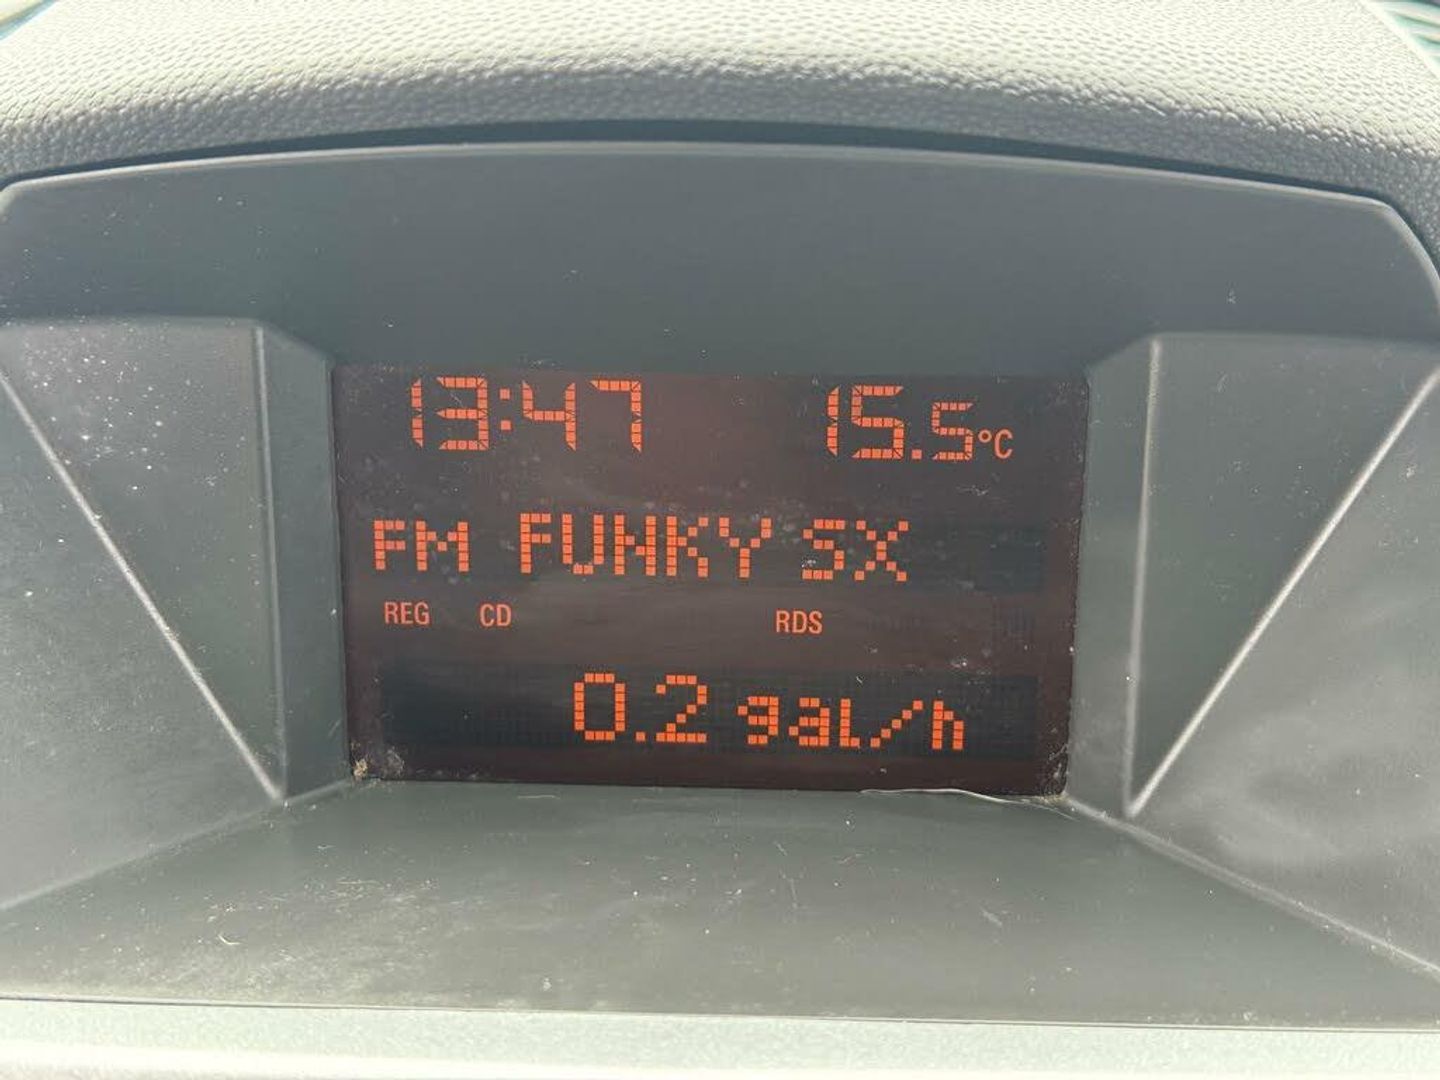 13:47 15.5°C
FM FUNKY SX
REG CD RDS
0.2 gal/h